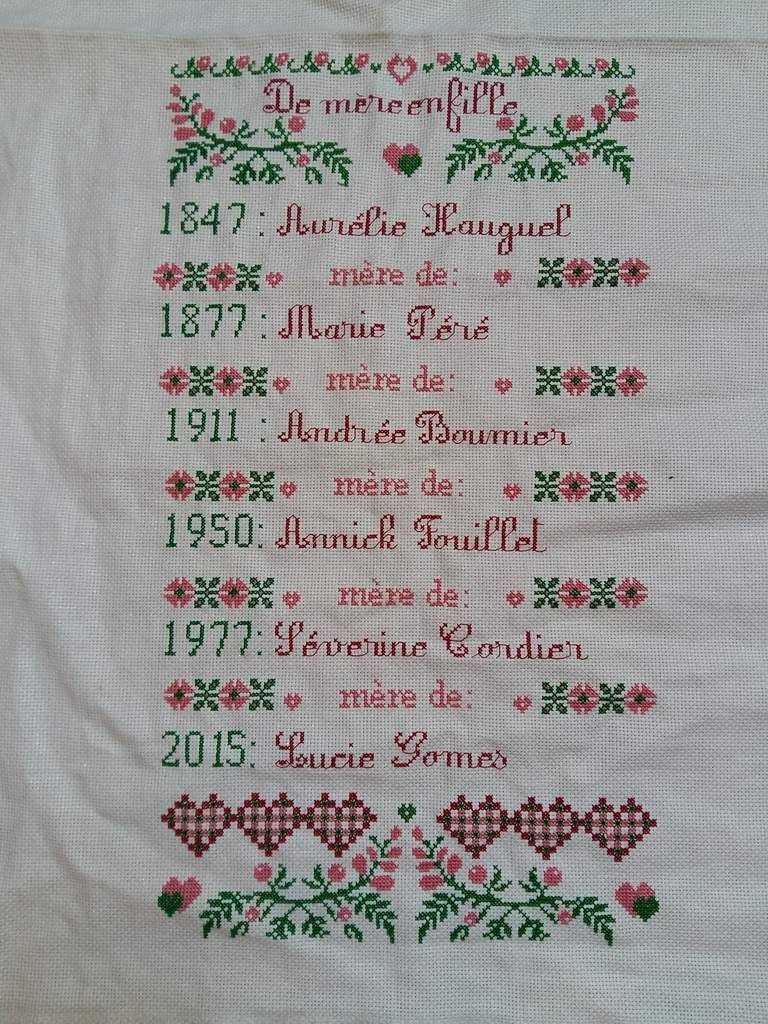 De mère en fille
1847 : Aurélie Hauguel
mère de:
1877 : Marie Péré
mère de:
1911 : Andrée Boumier
mère de:
1950: Annick Fouillet
mère de:
1977: Séverine Cordier
mère de:
2015: Lucie Gomes